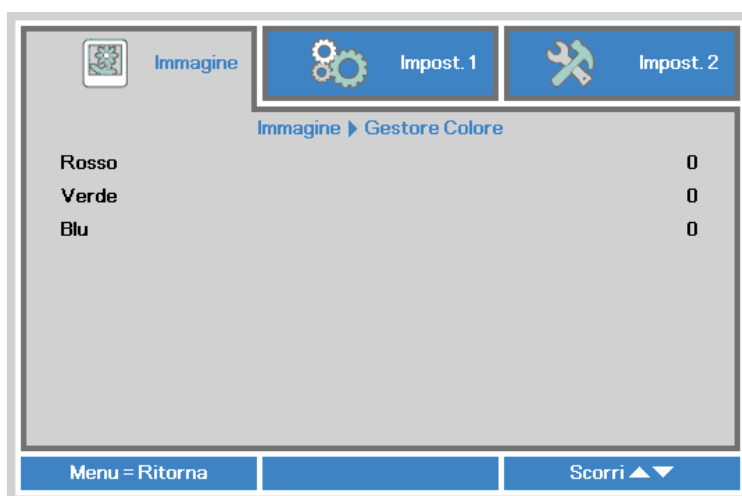 Immagine
Impost. 1
Impost. 2
Immagine ▶ Gestore Colore
Rosso 0
Verde 0
Blu 0
Menu = Ritorna
Scorri ▲▼